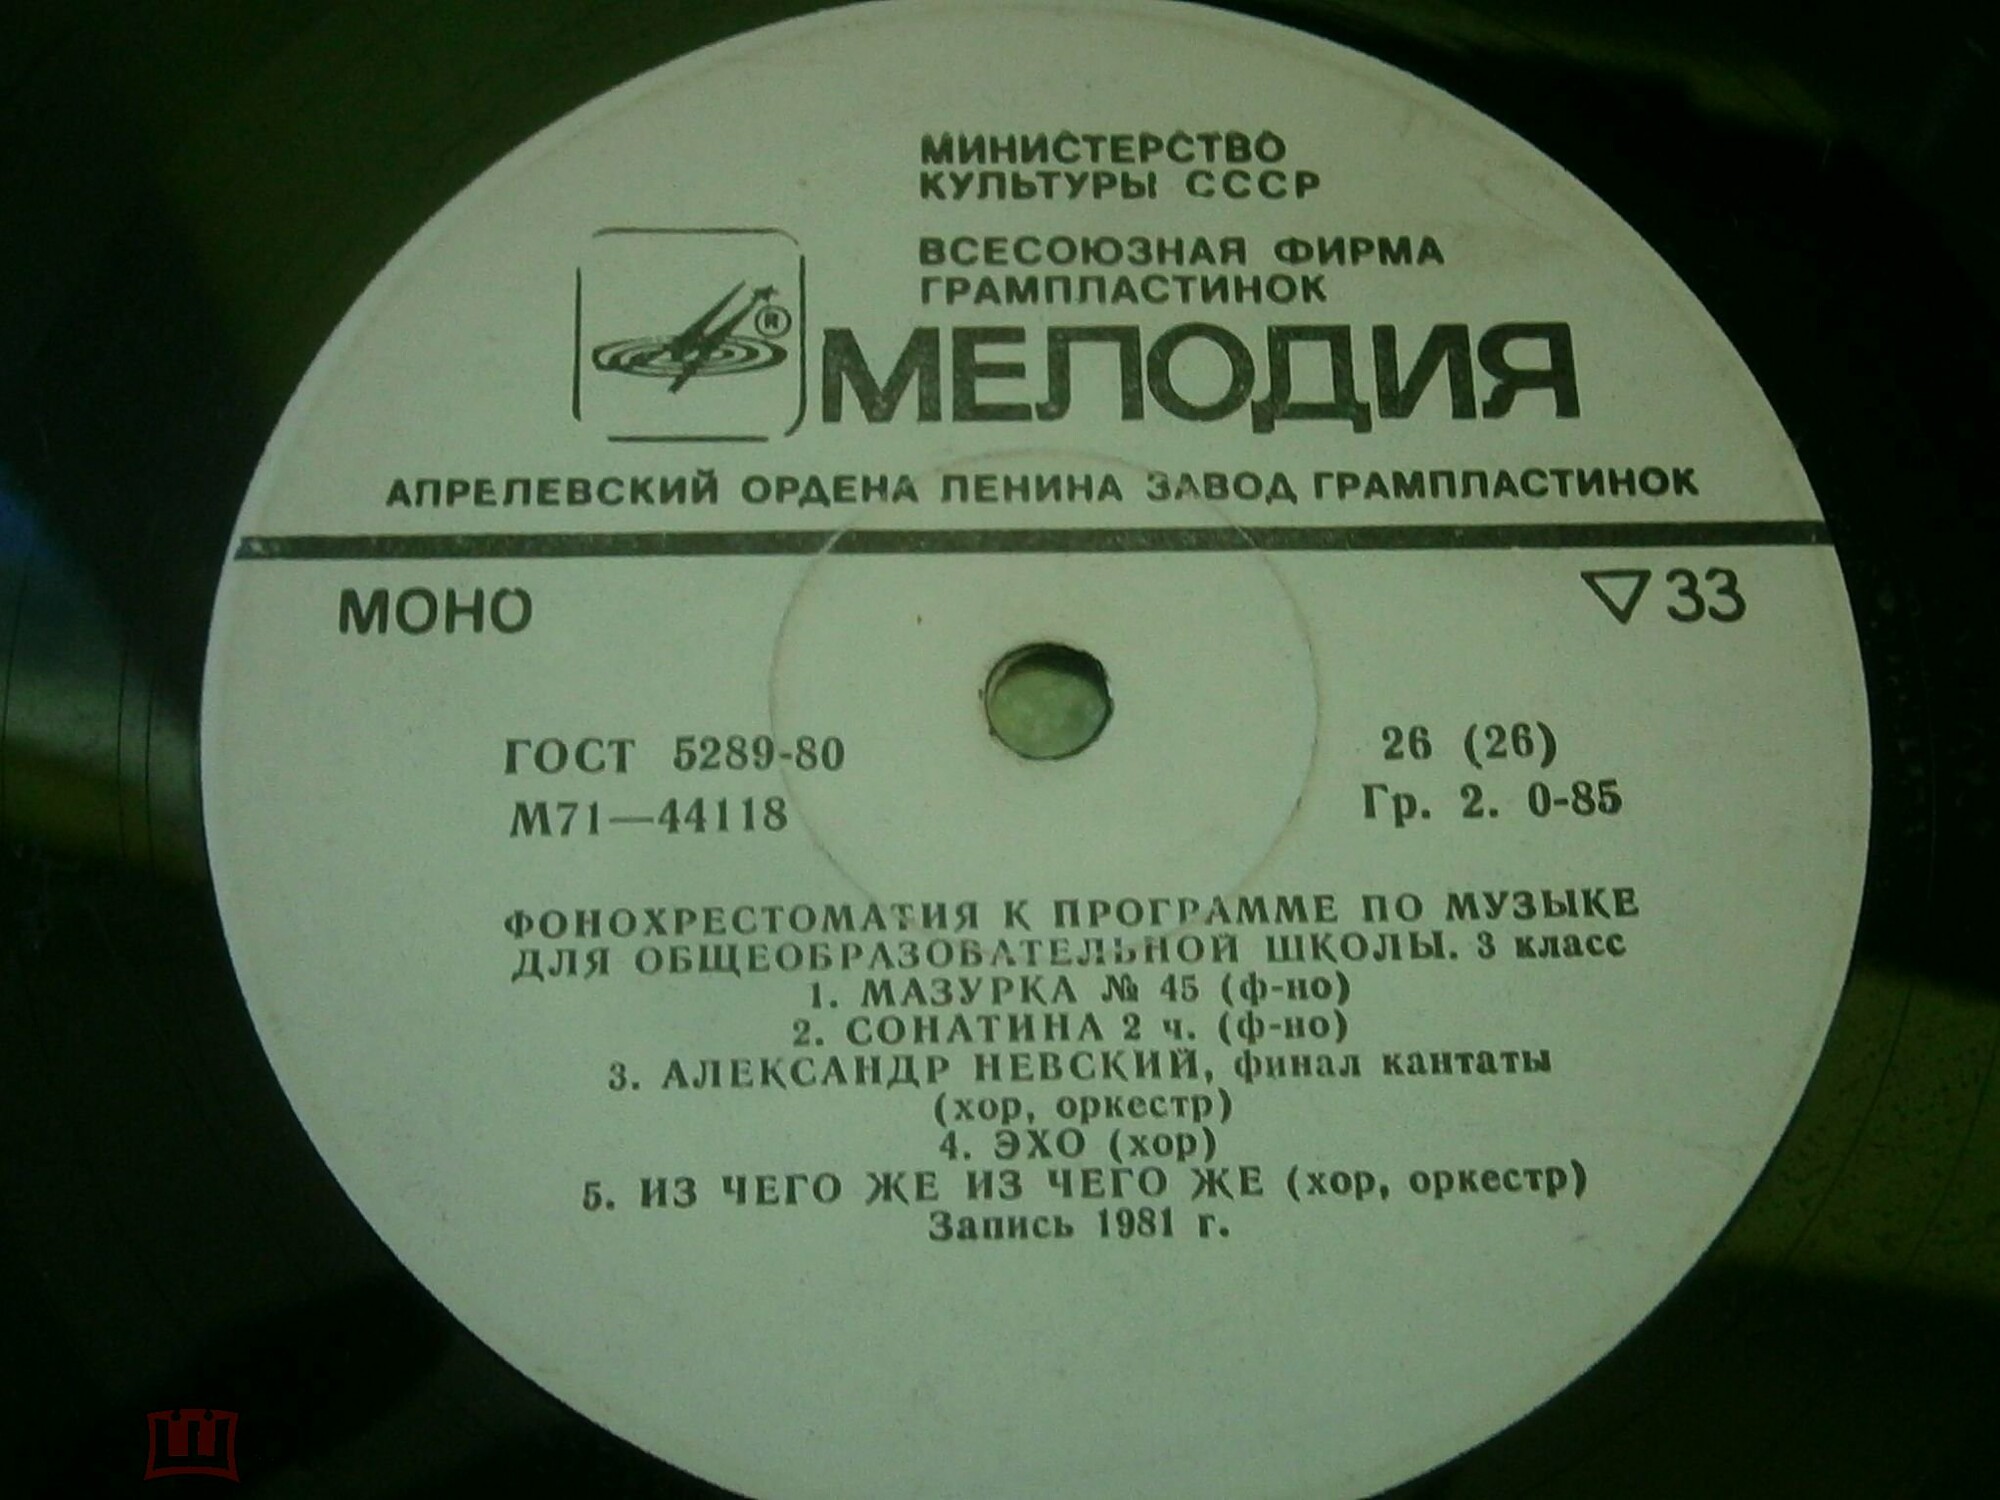 МИНИСТЕРСТВО
КУЛЬТУРЫ СССР
ВСЕСОЮЗНАЯ ФИРМА
ГРАМПЛАСТИНОК
®
МЕЛОДИЯ
АПРЕЛЕВСКИЙ ОРДЕНА ЛЕНИНА ЗАВОД ГРАМПЛАСТИНОК
МОНО
▽33
ГОСТ 5289-80
26 (26)
М71—44118
Гр. 2. 0-85
ФОНОХРЕСТОМАТИЯ К ПРОГРАММЕ ПО МУЗЫКЕ
ДЛЯ ОБЩЕОБРАЗОВАТЕЛЬНОЙ ШКОЛЫ. 3 класс
1. МАЗУРКА № 45 (ф-но)
2. СОНАТИНА 2 ч. (ф-но)
3. АЛЕКСАНДР НЕВСКИЙ, финал кантаты
(хор, оркестр)
4. ЭХО (хор)
5. ИЗ ЧЕГО ЖЕ ИЗ ЧЕГО ЖЕ (хор, оркестр)
Запись 1981 г.